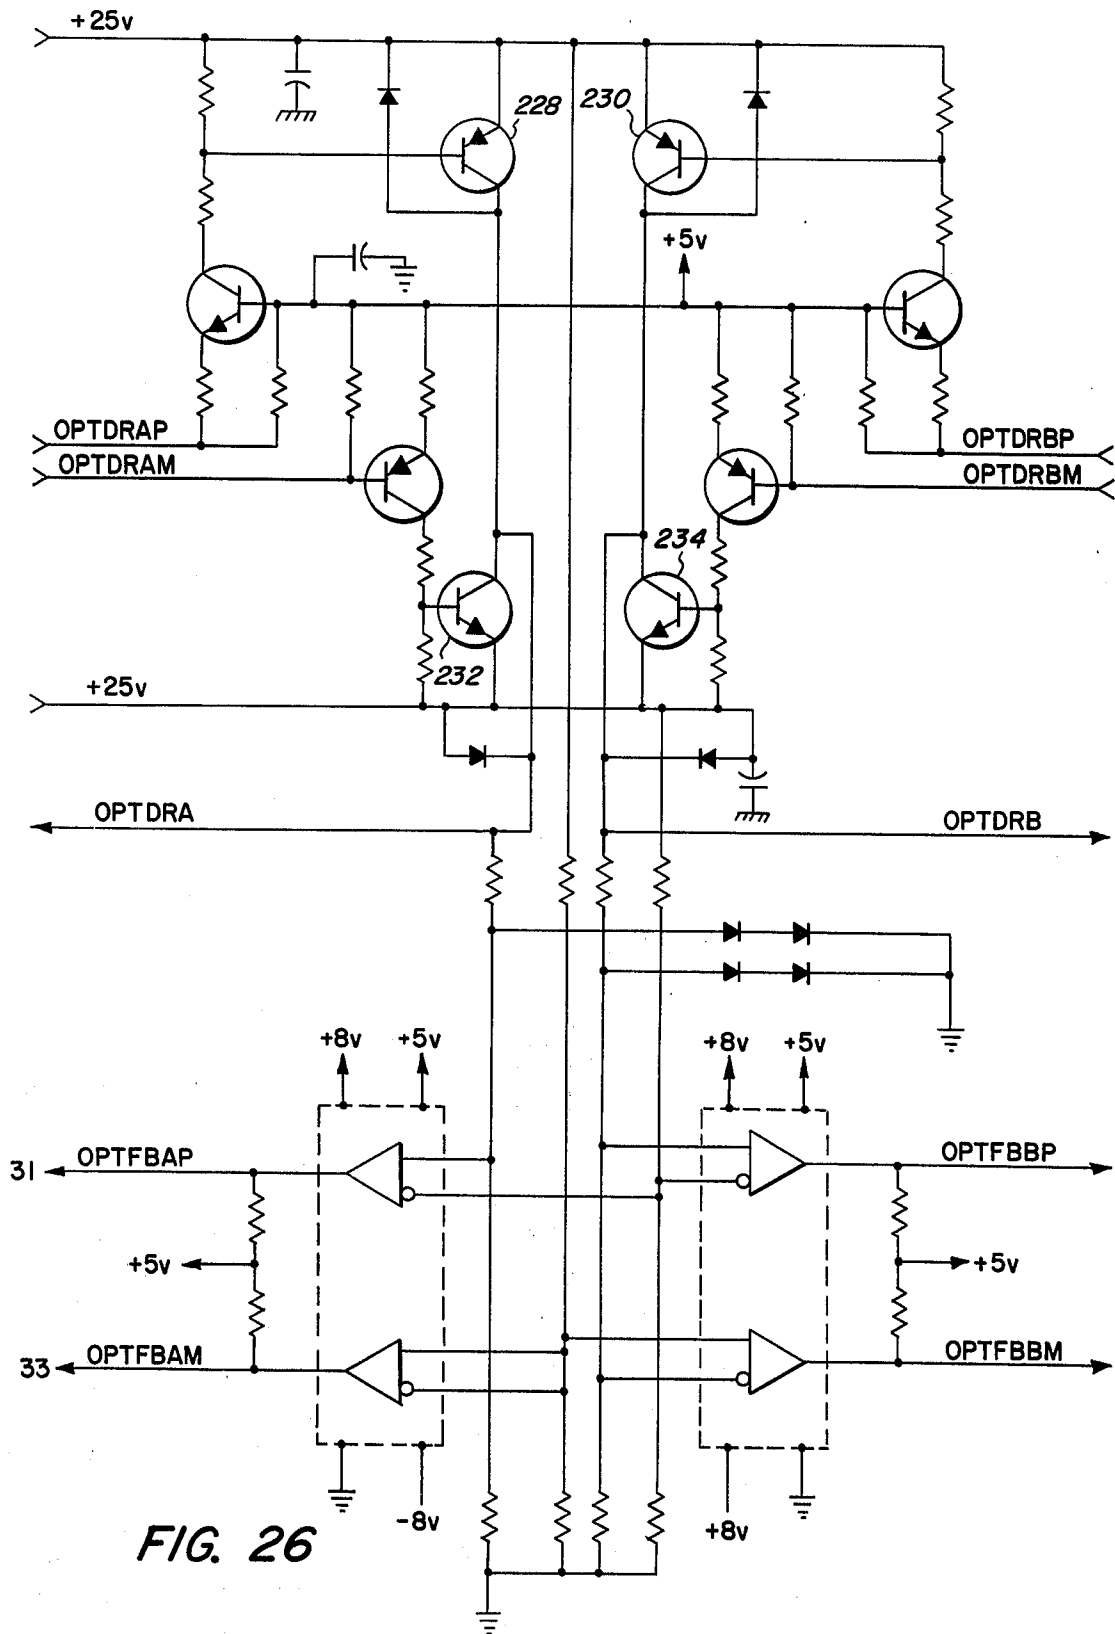 +25v
228
230
+5v
OPTDRAP
OPTDRBP
OPTDRAM
OPTDRBM
234
232
+25v
OPTDRA
OPTDRB
+8v
+5v
+8v
+5v
31
OPTFBAP
OPTFBBP
+5v
+5v
33
OPTFBAM
OPTFBBM
-8v
+8v
FIG. 26